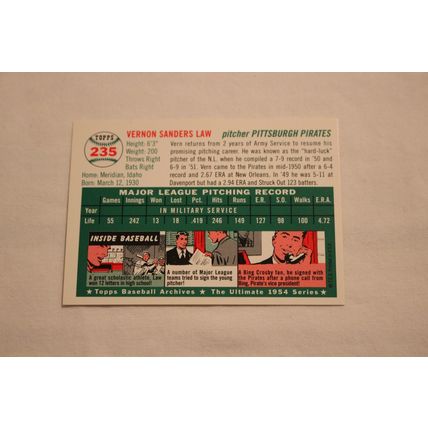 TOPPS
235
VERNON SANDERS LAW pitcher PITTSBURGH PIRATES
Height: 6'3"
Weight: 200
Throws Right
Bats Right
Home: Meridian, Idaho
Born: March 12, 1930
Vern returns from 2 years of Army Service to resume his
promising pitching career. He was known as the "hard-luck"
pitcher of the N.L. when he compiled a 7-9 record in '50 and
6-9 in '51. Vern came to the Pirates in mid-1950 after a 6-4
record and 2.67 ERA at New Orleans. In '49 he was 5-11 at
Davenport but had a 2.94 ERA and Struck Out 123 batters.
MAJOR LEAGUE PITCHING RECORD
Games Innings Won Lost Pct. Hits Runs E.R. S.O. Walks E.R.A.
Year IN MILITARY SERVICE
Life 55 242 13 18 .419 246 149 127 98 100 4.72
INSIDE BASEBALL
A great scholastic athlete, Law
won 12 letters in high school!
A number of Major League
teams tried to sign the young
pitcher!
A Bing Crosby fan, he signed
after a phone call from
Bing, Pirate's vice president!
★ Topps Baseball Archives ★ The Ultimate 1954 Series ★